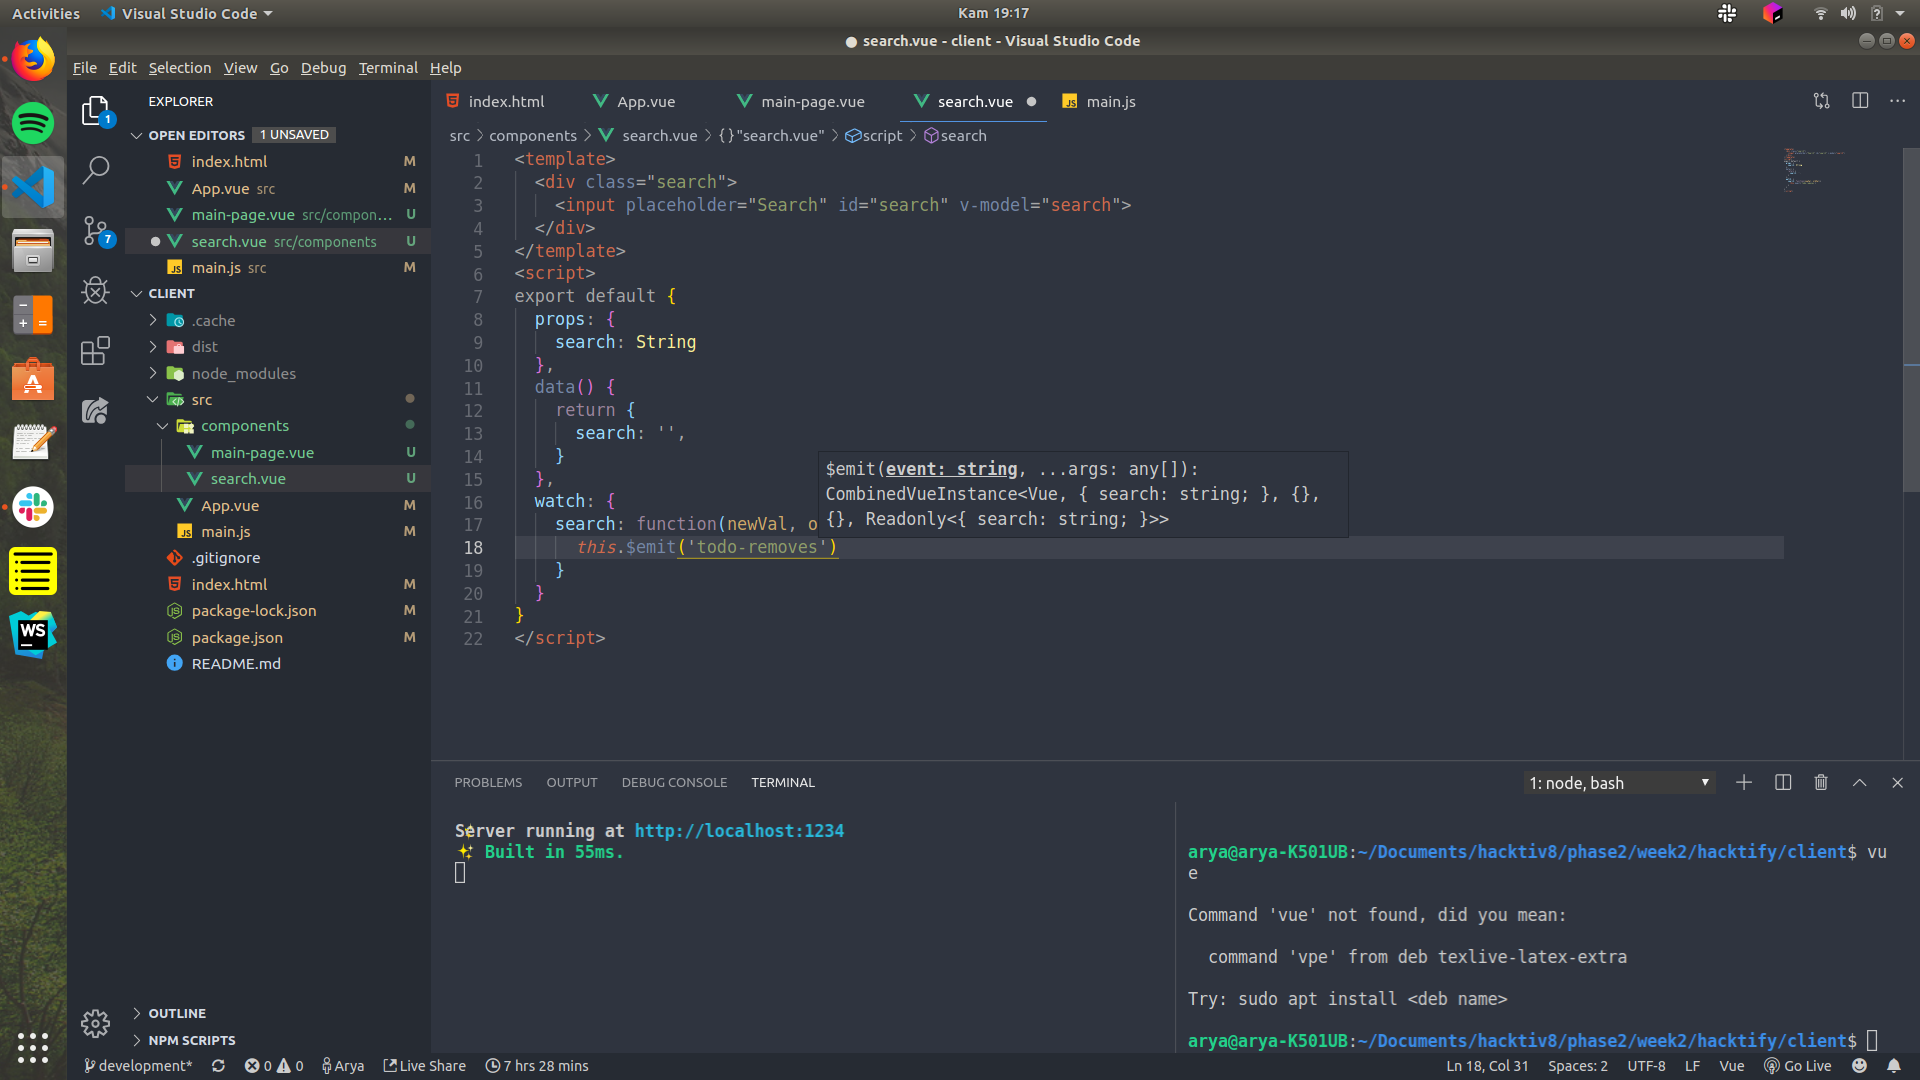 Activities
Visual Studio Code
Kam 19:17
search.vue - client - Visual Studio Code
File Edit Selection View Go Debug Terminal Help
EXPLORER
OPEN EDITORS 1 UNSAVED
index.html M
App.vue src M
main-page.vue src/compon... U
search.vue src/components U
main.js src M
CLIENT
.cache
dist
node_modules
src
components
main-page.vue U
search.vue U
App.vue M
main.js M
.gitignore
index.html M
package-lock.json M
package.json M
README.md
OUTLINE
NPM SCRIPTS
1
7
WS
index.html App.vue main-page.vue search.vue main.js
src > components > search.vue > {} "search.vue" > script > search
1 <template>
2 <div class="search">
3 <input placeholder="Search" id="search" v-model="search">
4 </div>
5 </template>
6 <script>
7 export default {
8 props: {
9 search: String
10 },
11 data() {
12 return {
13 search: '',
14 }
15 },
16 watch: {
17 search: function(newVal, o
18 this.$emit('todo-removes')
19 }
20 }
21 }
22 </script>
$emit(event: string, ...args: any[]):
CombinedVueInstance<Vue, { search: string; }, {},
{}, Readonly<{ search: string; }>>
PROBLEMS OUTPUT DEBUG CONSOLE TERMINAL
1: node, bash
Server running at http://localhost:1234
✨ Built in 55ms.
arya@arya-K501UB:~/Documents/hacktiv8/phase2/week2/hacktify/client$ vu
e
Command 'vue' not found, did you mean:
command 'vpe' from deb texlive-latex-extra
Try: sudo apt install <deb name>
arya@arya-K501UB:~/Documents/hacktiv8/phase2/week2/hacktify/client$
development* 0 0 Arya Live Share 7 hrs 28 mins
Ln 18, Col 31 Spaces: 2 UTF-8 LF Vue Go Live